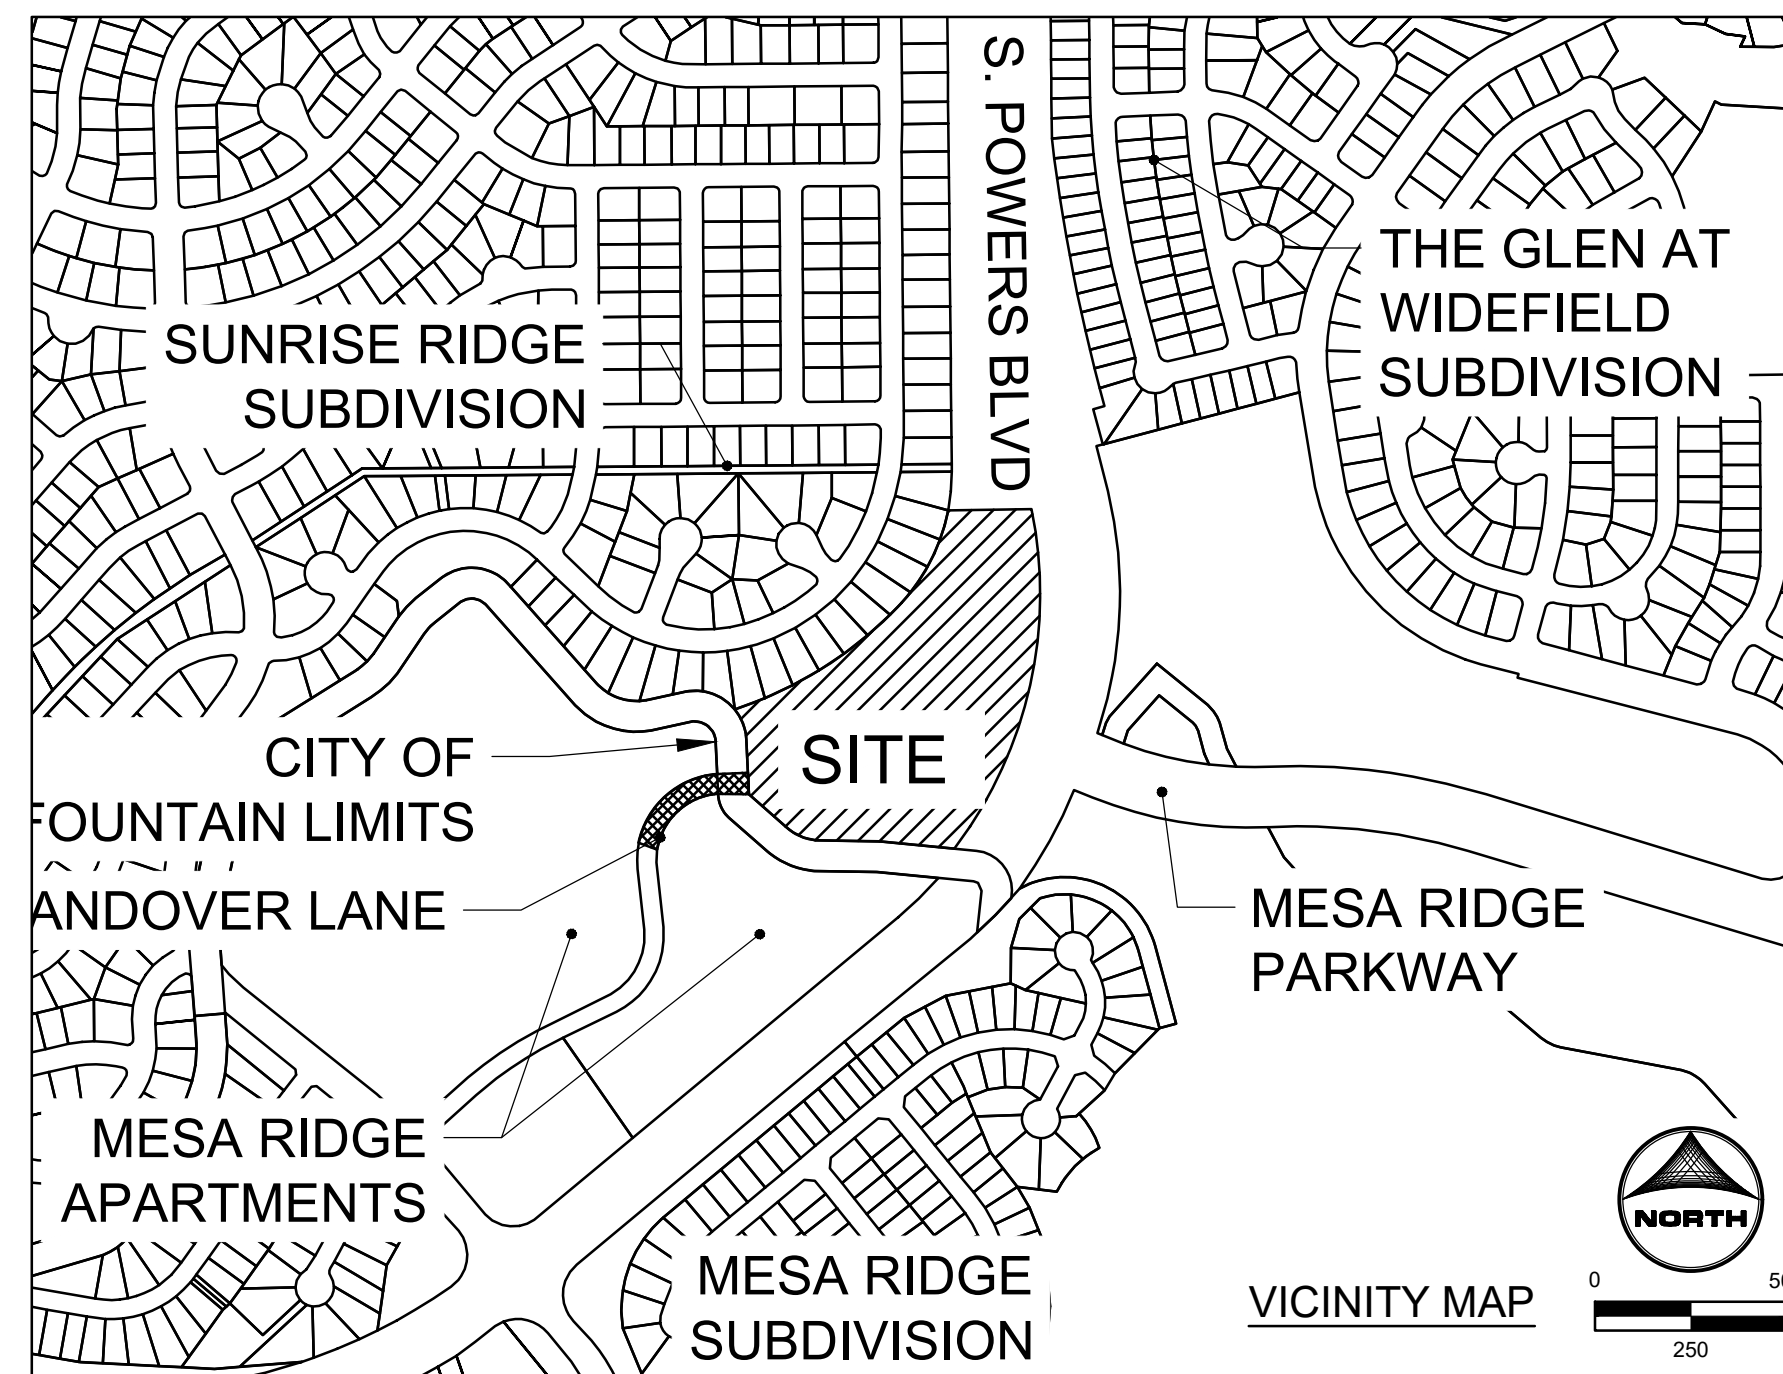 S. POWERS BLVD
THE GLEN AT
WIDEFIELD
SUBDIVISION
SUNRISE RIDGE
SUBDIVISION
SITE
CITY OF
FOUNTAIN LIMITS
ANDOVER LANE
MESA RIDGE
PARKWAY
MESA RIDGE
APARTMENTS
MESA RIDGE
SUBDIVISION
NORTH
VICINITY MAP
0
250